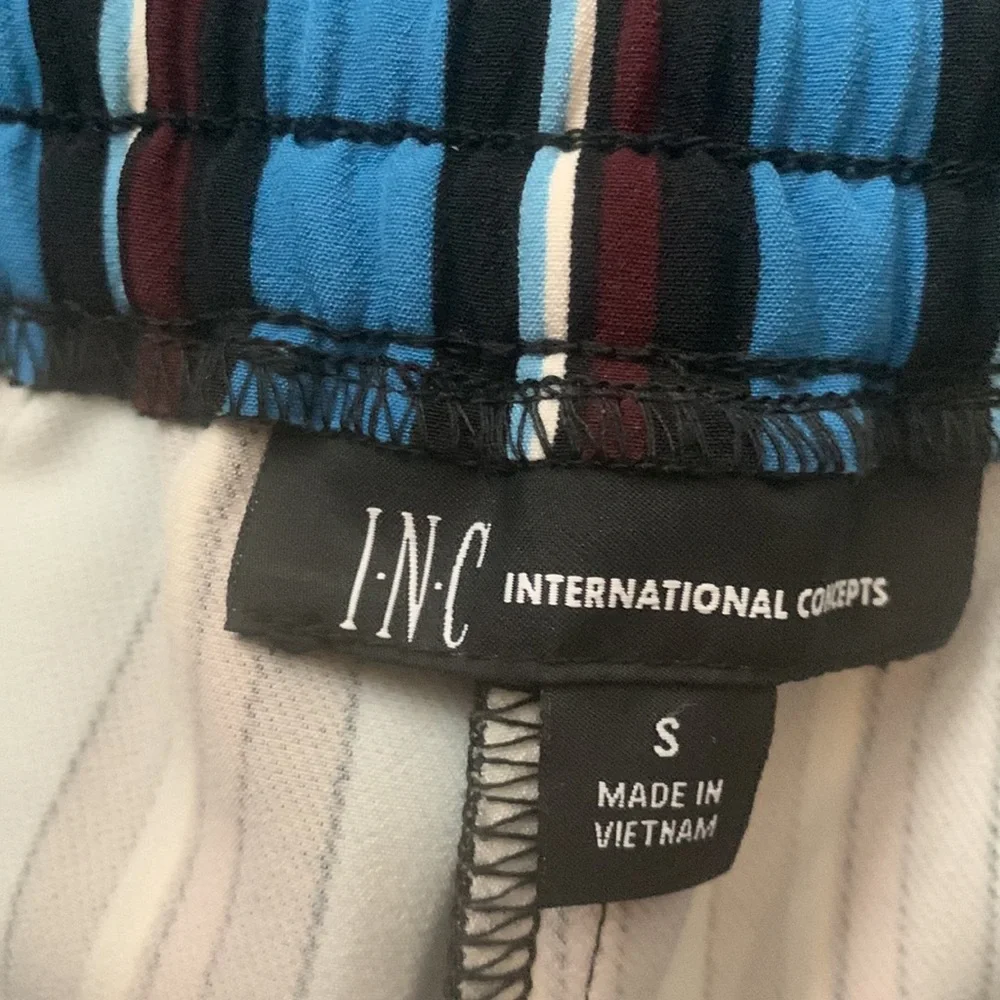 I·N·C INTERNATIONAL CONCEPTS
S
MADE IN
VIETNAM